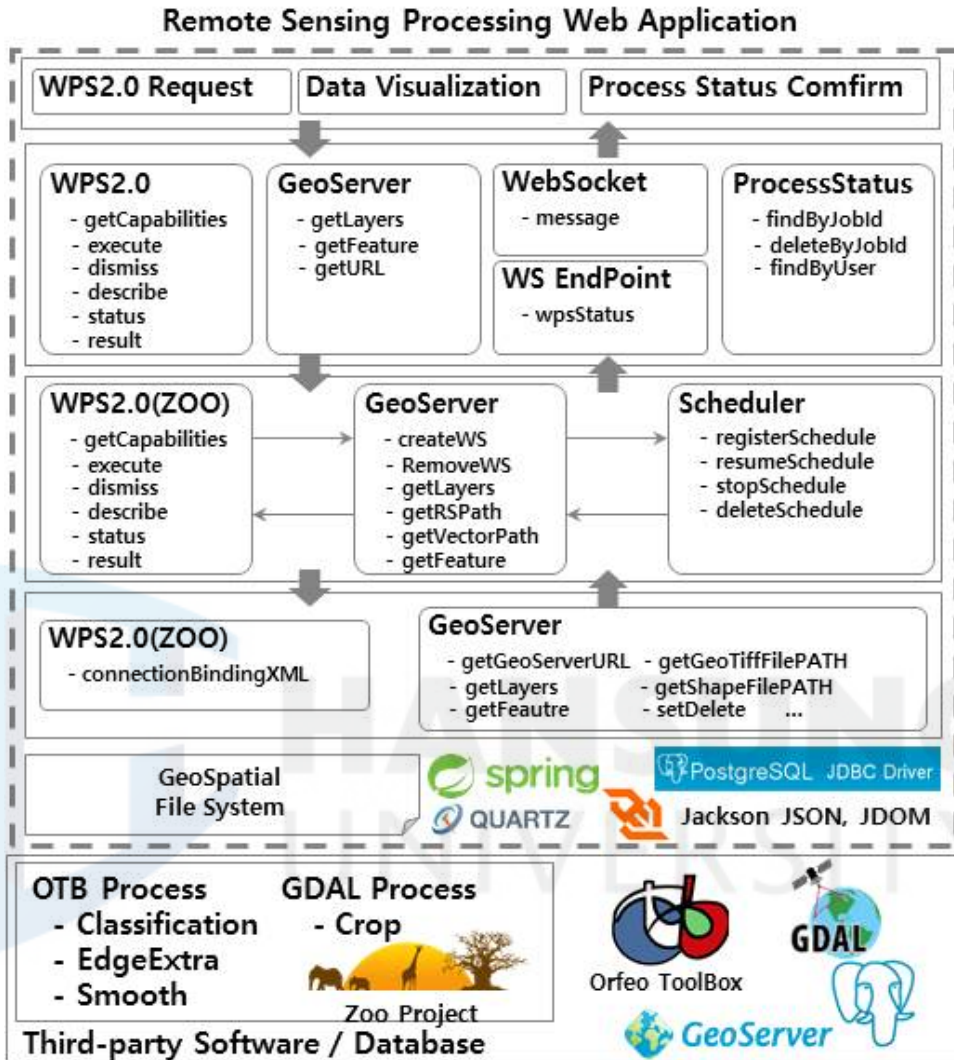 Remote Sensing Processing Web Application
WPS2.0 Request
Data Visualization
Process Status Comfirm
WPS2.0
- getCapabilities
- execute
- dismiss
- describe
- status
- result
GeoServer
- getLayers
- getFeature
- getURL
WebSocket
- message
WS EndPoint
- wpsStatus
ProcessStatus
- findByJobId
- deleteByJobId
- findByUser
WPS2.0(ZOO)
- getCapabilities
- execute
- dismiss
- describe
- status
- result
GeoServer
- createWS
- RemoveWS
- getLayers
- getRSPath
- getVectorPath
- getFeature
Scheduler
- registerSchedule
- resumeSchedule
- stopSchedule
- deleteSchedule
WPS2.0(ZOO)
- connectionBindingXML
GeoServer
- getGeoServerURL - getGeoTiffFilePATH
- getLayers - getShapeFilePATH
- getFeautre - setDelete ...
GeoSpatial
File System
spring
QUARTZ
PostgreSQL JDBC Driver
Jackson JSON, JDOM
HANSUNG
UNIVERSITY
OTB Process
- Classification
- EdgeExtra
- Smooth
GDAL Process
- Crop
Zoo Project
Orfeo ToolBox
GDAL
GeoServer
Third-party Software / Database